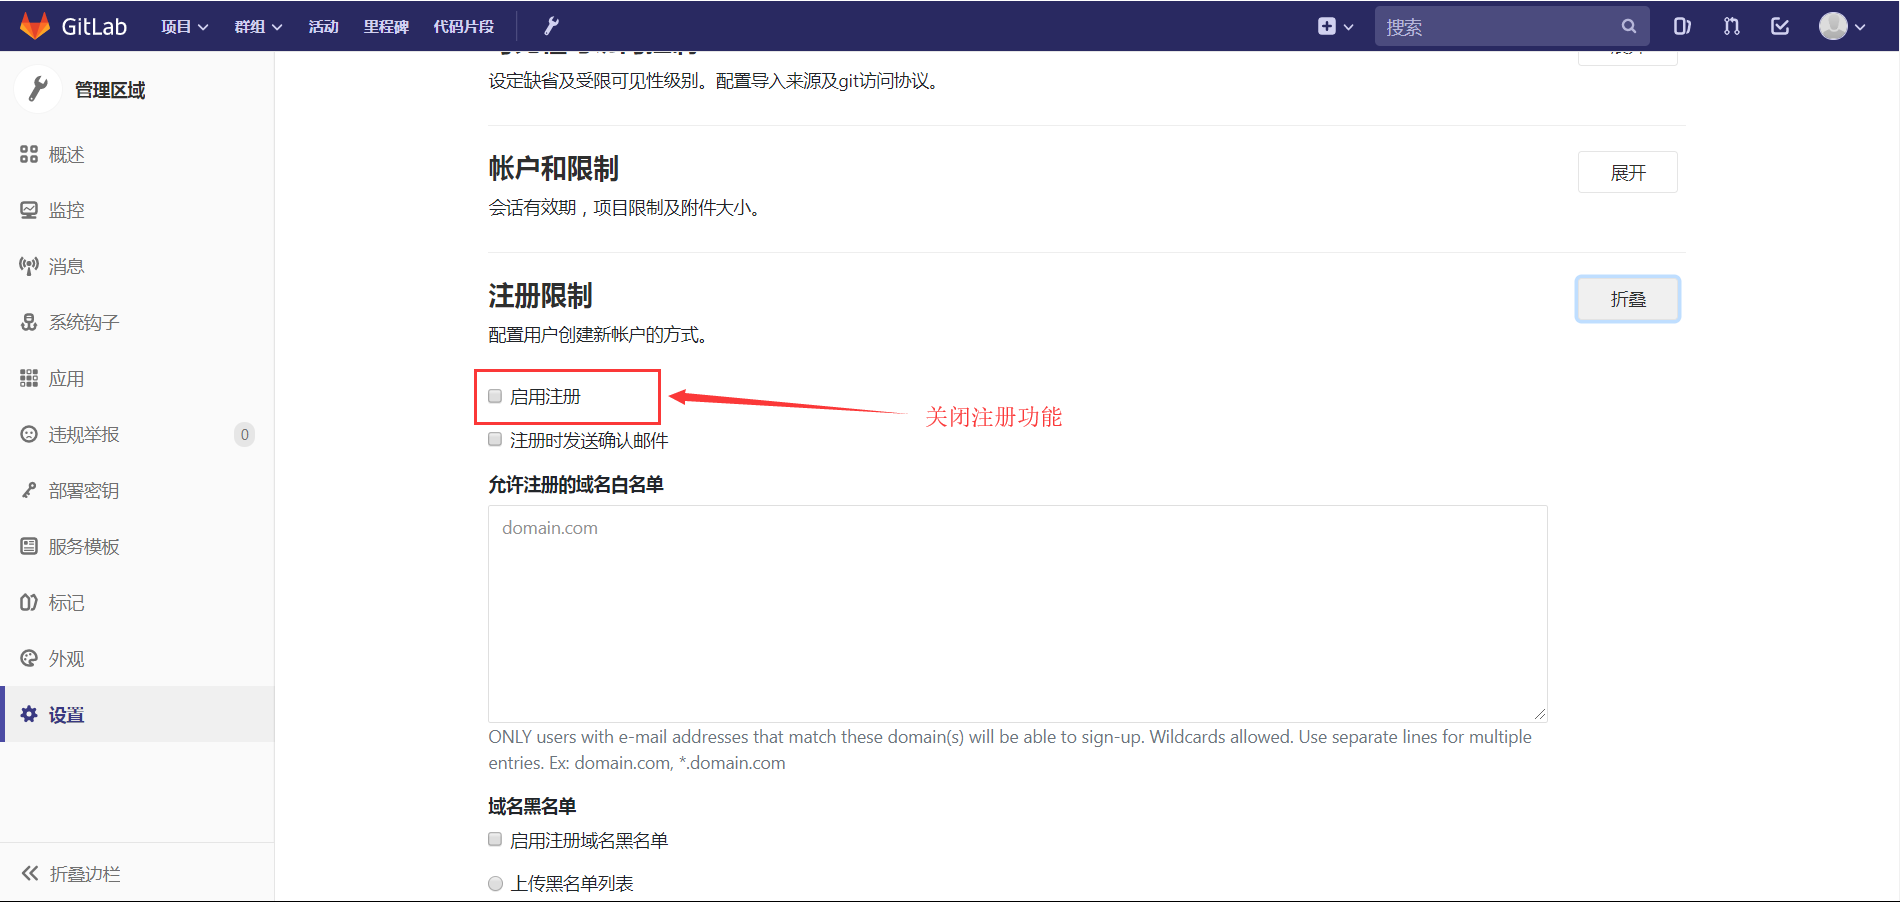 GitLab 项目 群组 活动 里程碑 代码片段 搜索
管理区域
概述
监控
消息
系统钩子
应用
违规举报 0
部署密钥
服务模板
标记
外观
设置
折叠边栏
设定缺省及受限可见性级别。配置导入来源及git访问协议。
帐户和限制
展开
会话有效期，项目限制及附件大小。
注册限制
折叠
配置用户创建新帐户的方式。
启用注册
关闭注册功能
注册时发送确认邮件
允许注册的域名白名单
domain.com
ONLY users with e-mail addresses that match these domain(s) will be able to sign-up. Wildcards allowed. Use separate lines for multiple
entries. Ex: domain.com, *.domain.com
域名黑名单
启用注册域名黑名单
上传黑名单列表